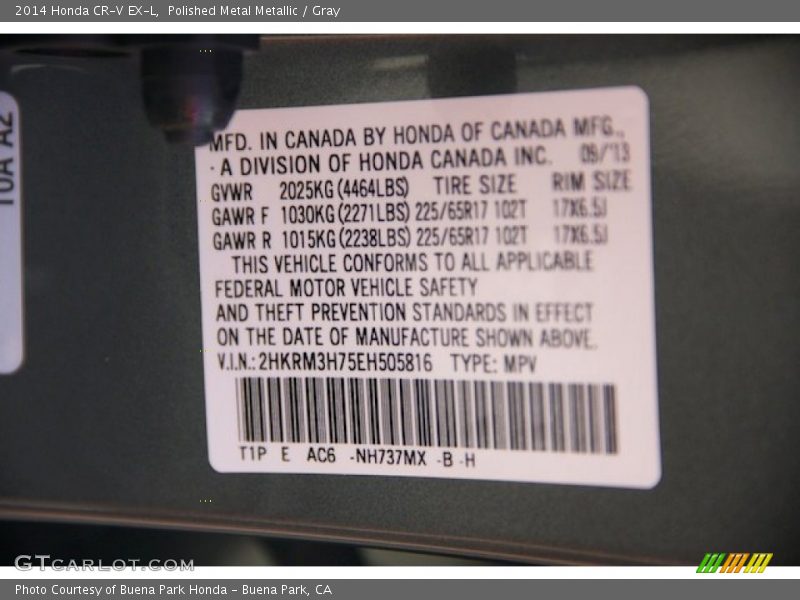 2014 Honda CR-V EX-L,  Polished Metal Metallic / Gray
10A A2
MFD. IN CANADA BY HONDA OF CANADA MFG.,
A DIVISION OF HONDA CANADA INC. 09/'13
GVWR 2025KG(4464LBS) TIRE SIZE RIM SIZE
GAWR F 1030KG(2271LBS) 225/65R17 102T 17X6.5J
GAWR R 1015KG(2238LBS) 225/65R17 102T 17X6.5J
THIS VEHICLE CONFORMS TO ALL APPLICABLE
FEDERAL MOTOR VEHICLE SAFETY
AND THEFT PREVENTION STANDARDS IN EFFECT
ON THE DATE OF MANUFACTURE SHOWN ABOVE.
V.I.N.: 2HKRM3H75EH505816 TYPE: MPV
T1P E AC6 -NH737MX -B -H
GTCARLOT.COM
Photo Courtesy of Buena Park Honda - Buena Park, CA